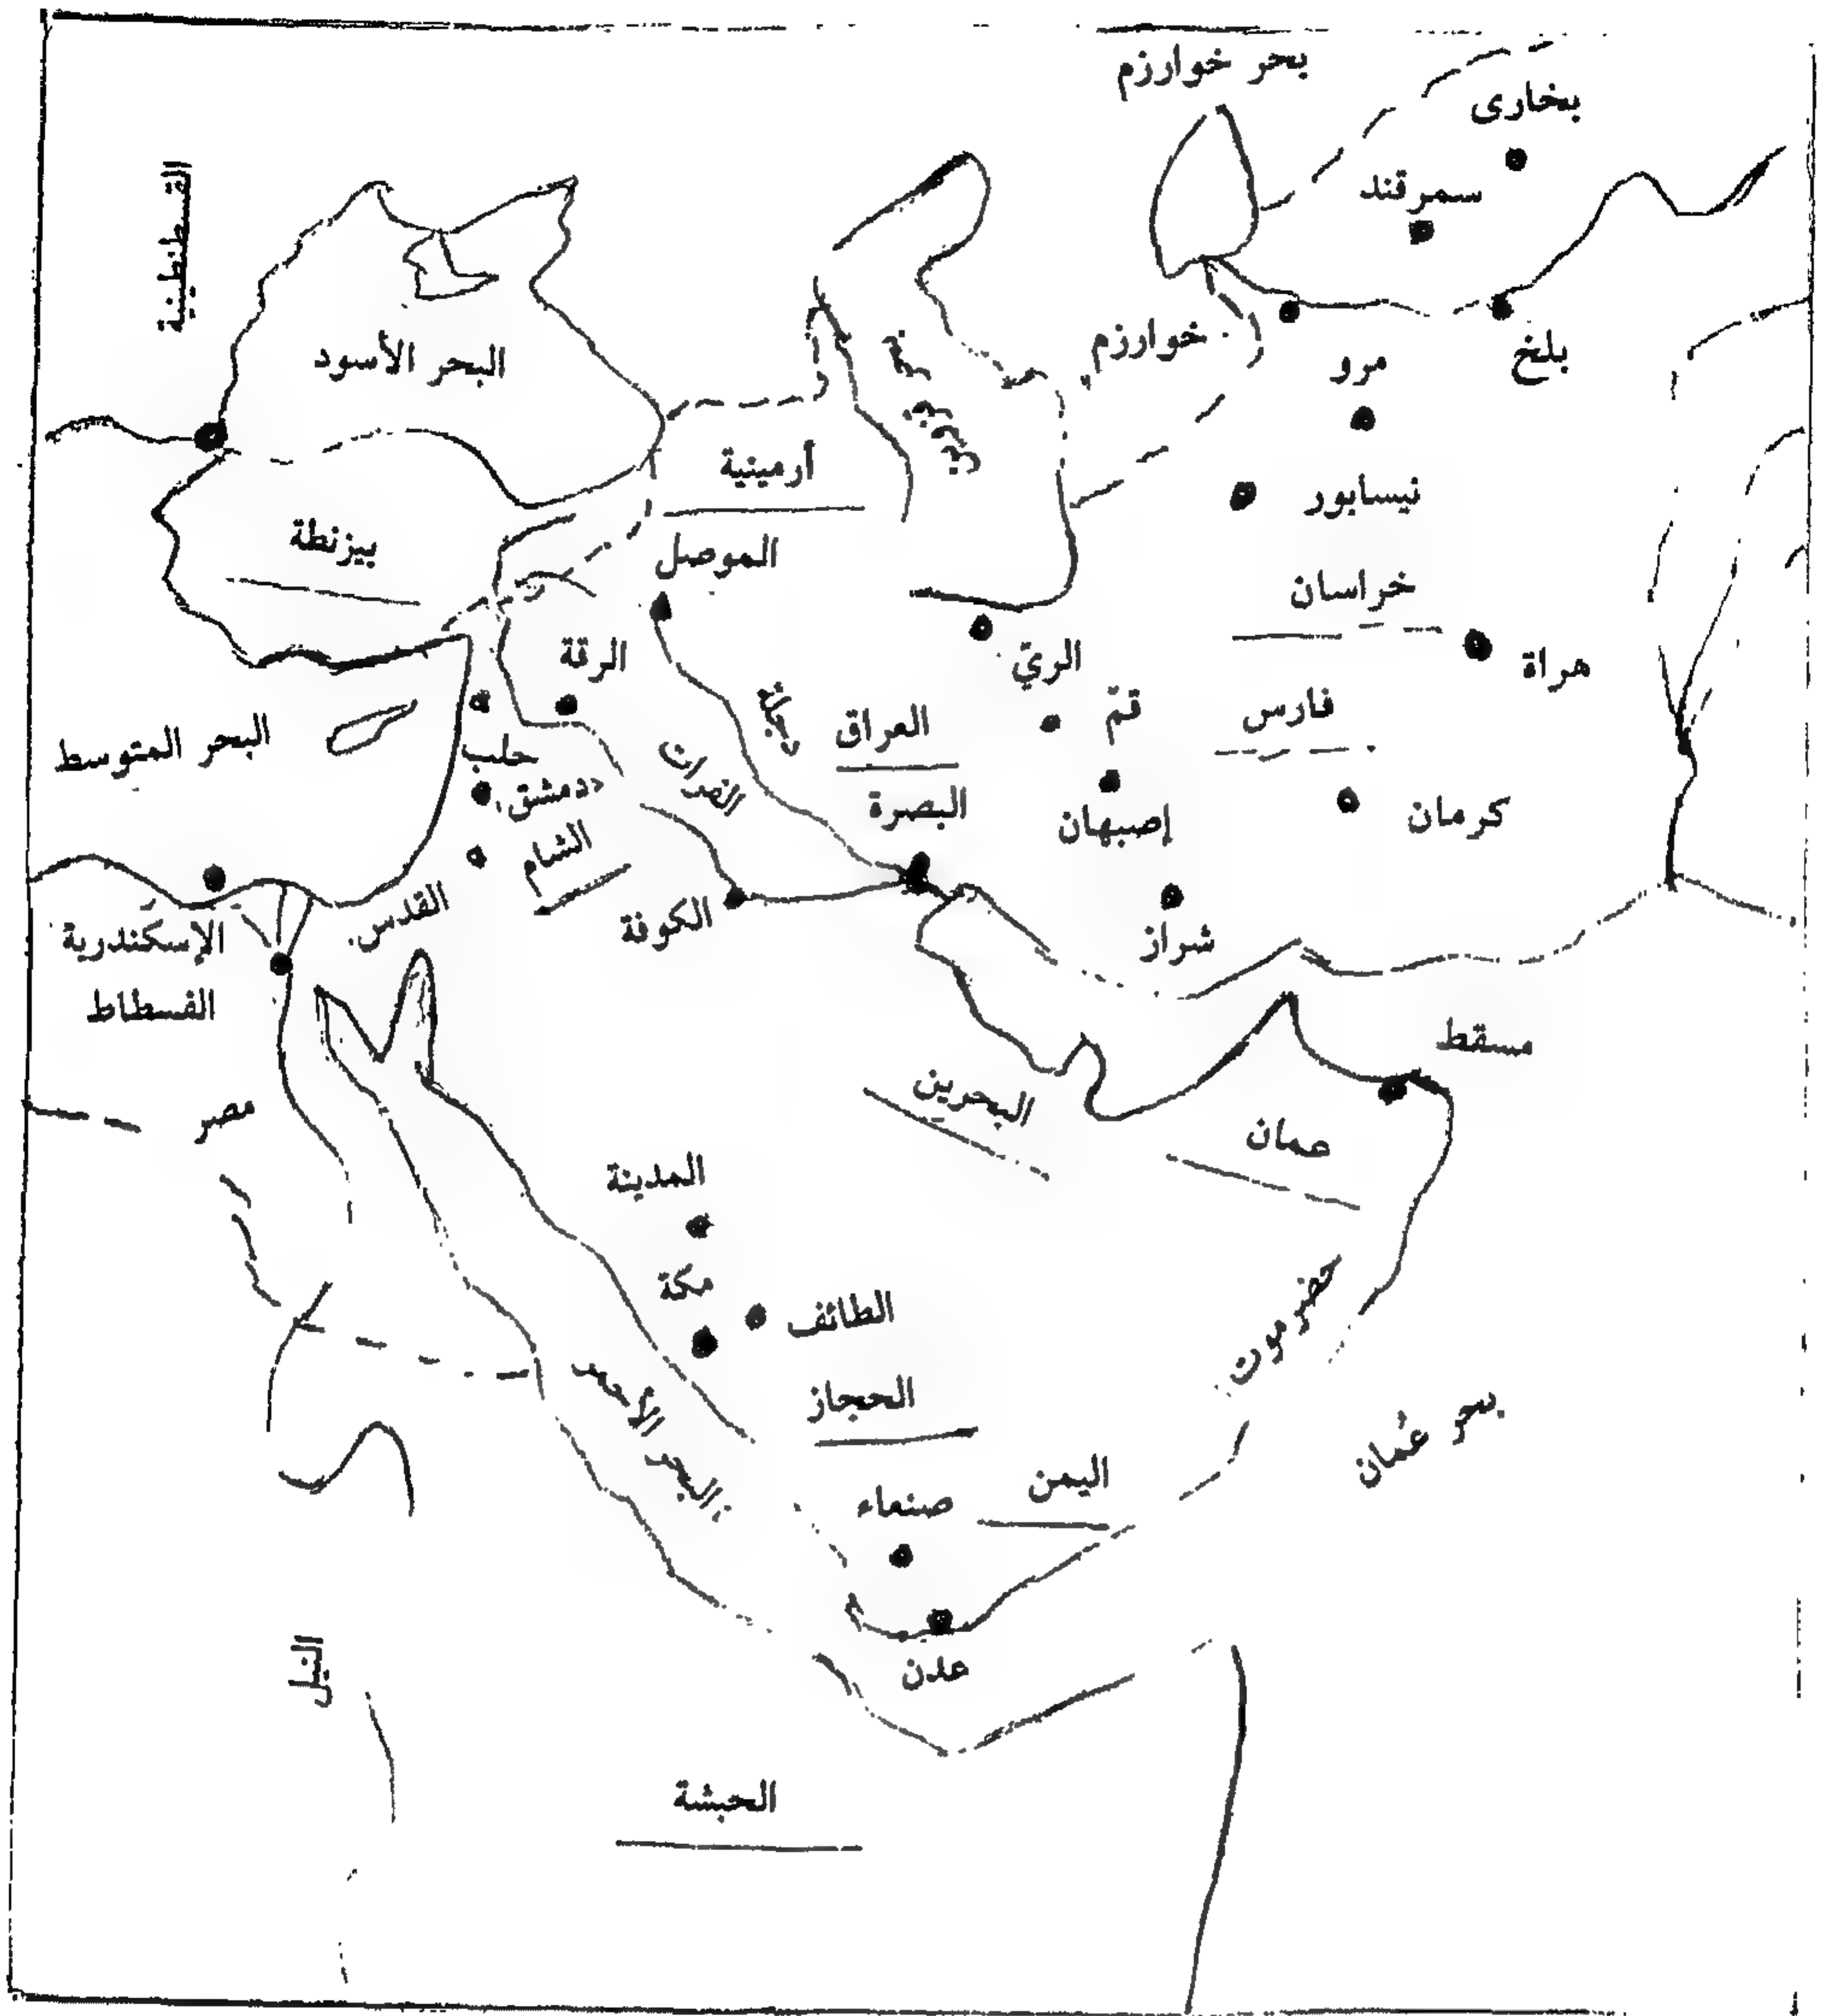 بحر خوارزم
بخارى
سمرقند
القسطنطينية
البحر الأسود
خوارزم
مرو
بلخ
أرمينية
نيسابور
بيزنطة
الموصل
خراسان
الرقة
الريّ
هراة
قمّ
فارس
العراق
البحر المتوسط
حلب
الفرات
دمشق
البصرة
إصبهان
كرمان
الشام
القدس
الكوفة
شراز
الإسكندرية
الفسطاط
مسقط
البحرين
مصر
عمان
المدينة
مكة
الطائف
حضرموت
الحجاز
البحر الأحمر
بحر عُمان
اليمن
صنعاء
عدن
النيل
الحبشة